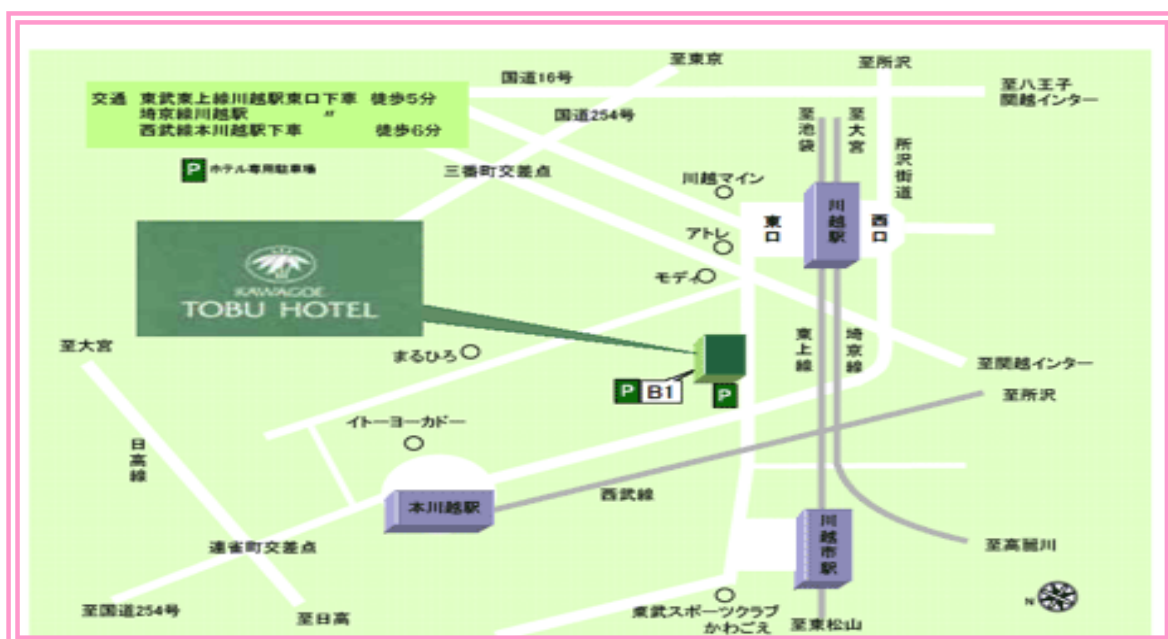 至東京
至所沢
国道16号
至八王子
関越インター
交通 東武東上線川越駅東口下車 徒歩5分
埼京線川越駅 〃
西武線本川越駅下車 徒歩6分
国道254号
至池袋
至大宮
所沢街道
P ホテル専用駐車場
三番町交差点
川越マイン
東口
川越駅
西口
アトレ
モディ
KAWAGOE
TOBU HOTEL
至大宮
まるひろ
東上線
埼京線
至関越インター
P B1
P
至所沢
イトーヨーカドー
日高線
西武線
本川越駅
川越市駅
連雀町交差点
至高麗川
至国道254号
至日高
東武スポーツクラブ
かわごえ
至東松山
N